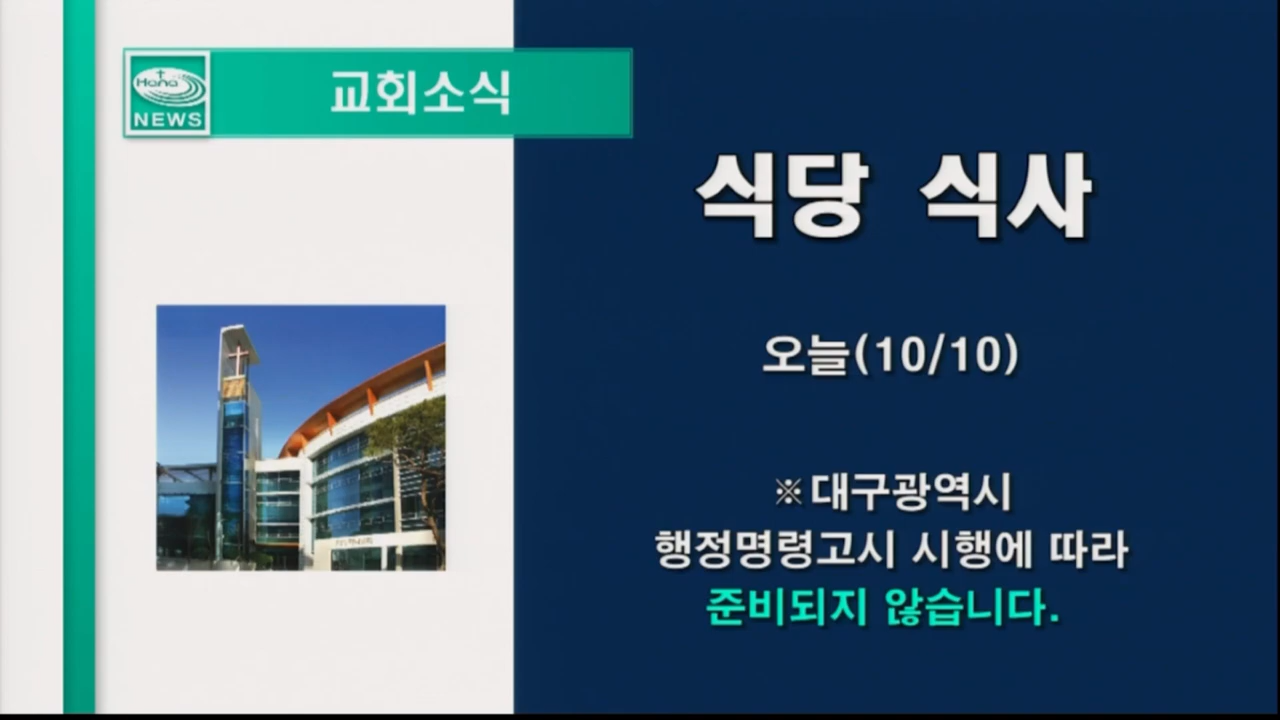 Hana
NEWS
교회소식
식당 식사
오늘(10/10)
※대구광역시
행정명령고시 시행에 따라
준비되지 않습니다.